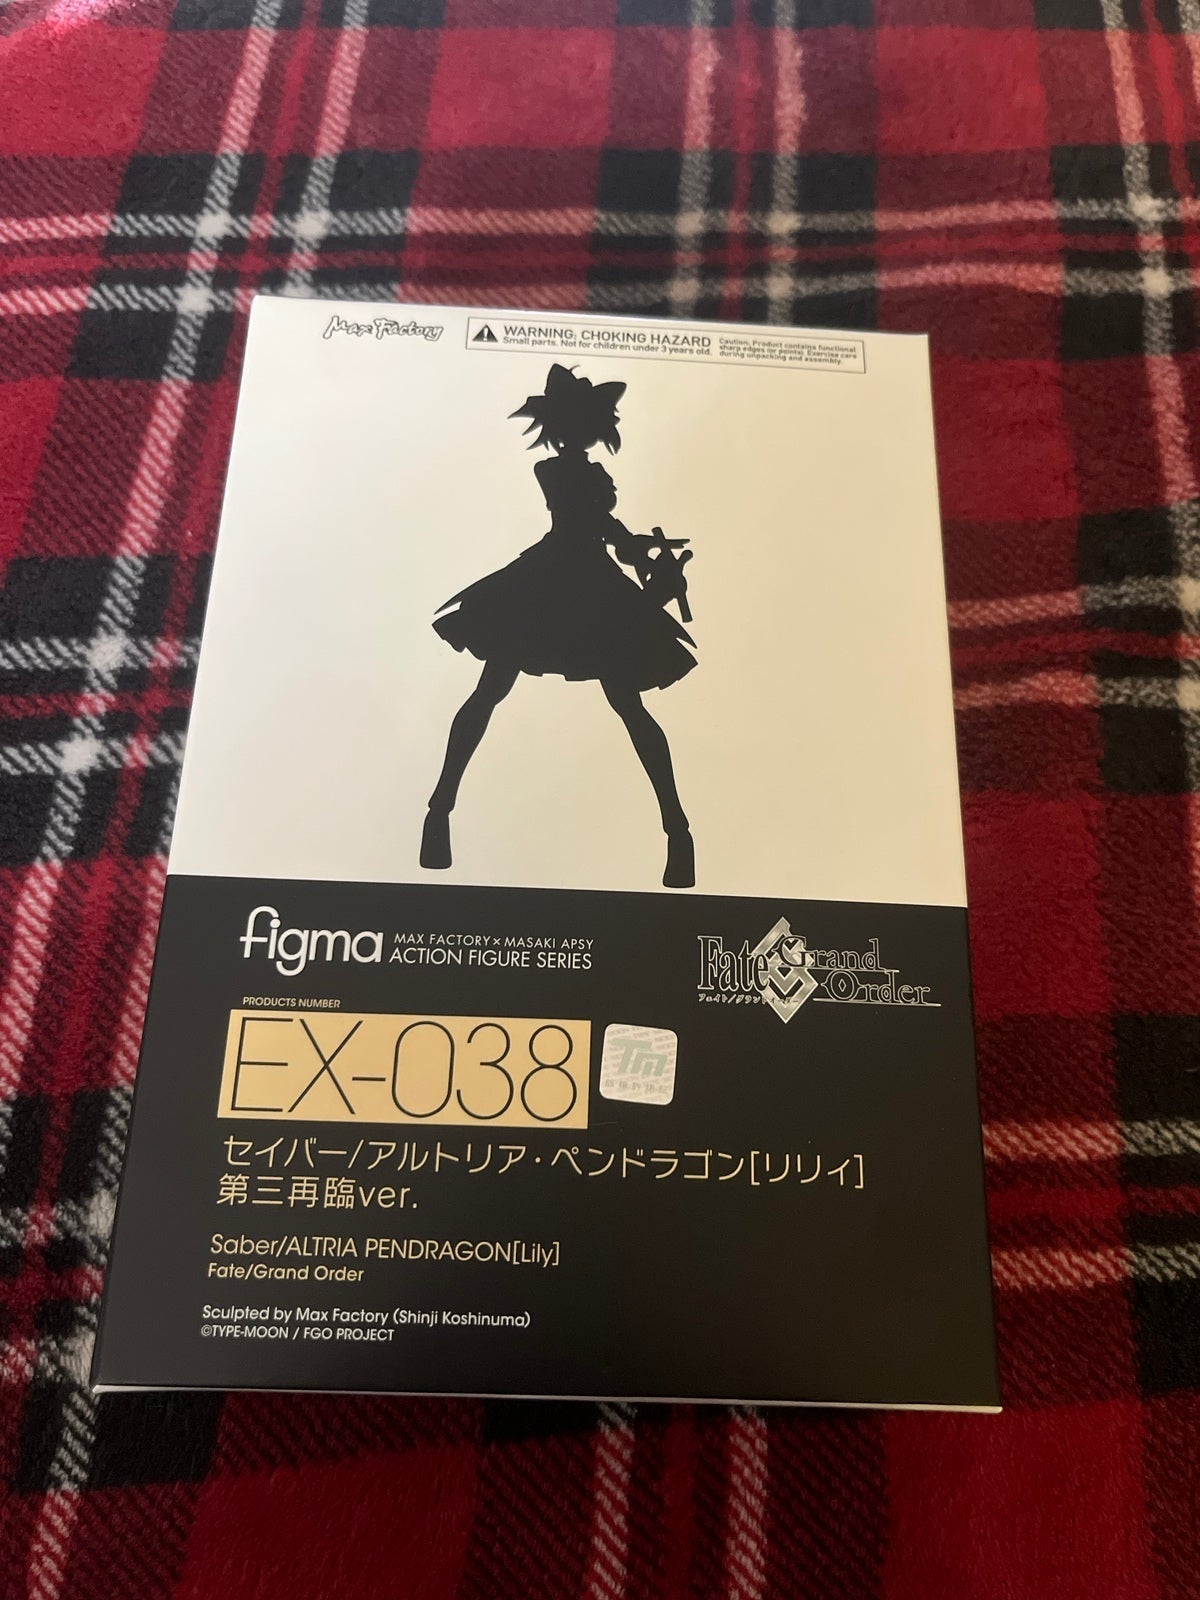 Max Factory
WARNING: CHOKING HAZARD
Small parts. Not for children under 3 years old.
Caution: Product contains functional
sharp edges (or points). Exercise care
during unpacking and assembly.
figma
MAX FACTORY × MASAKI APSY
ACTION FIGURE SERIES
Fate/Grand Order
フェイト/グランドオーダー
PRODUCTS NUMBER
EX-038
TM
セイバー/アルトリア・ペンドラゴン[リリィ]
第三再臨ver.
Saber/ALTRIA PENDRAGON[Lily]
Fate/Grand Order
Sculpted by Max Factory (Shinji Koshinuma)
©TYPE-MOON / FGO PROJECT